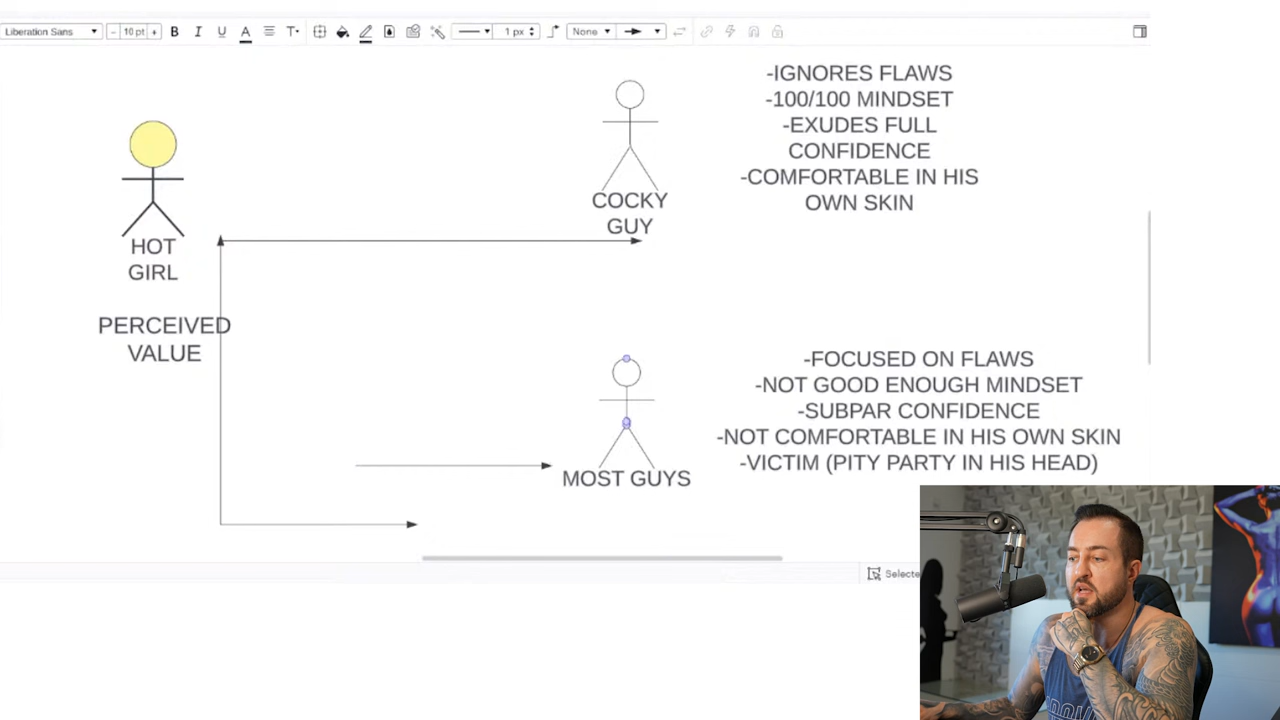 Liberation Sans
10 pt
B
I
U
A
T
1 px
None
-IGNORES FLAWS
-100/100 MINDSET
-EXUDES FULL
CONFIDENCE
-COMFORTABLE IN HIS
OWN SKIN
COCKY
GUY
HOT
GIRL
PERCEIVED
VALUE
-FOCUSED ON FLAWS
-NOT GOOD ENOUGH MINDSET
-SUBPAR CONFIDENCE
-NOT COMFORTABLE IN HIS OWN SKIN
-VICTIM (PITY PARTY IN HIS HEAD)
MOST GUYS